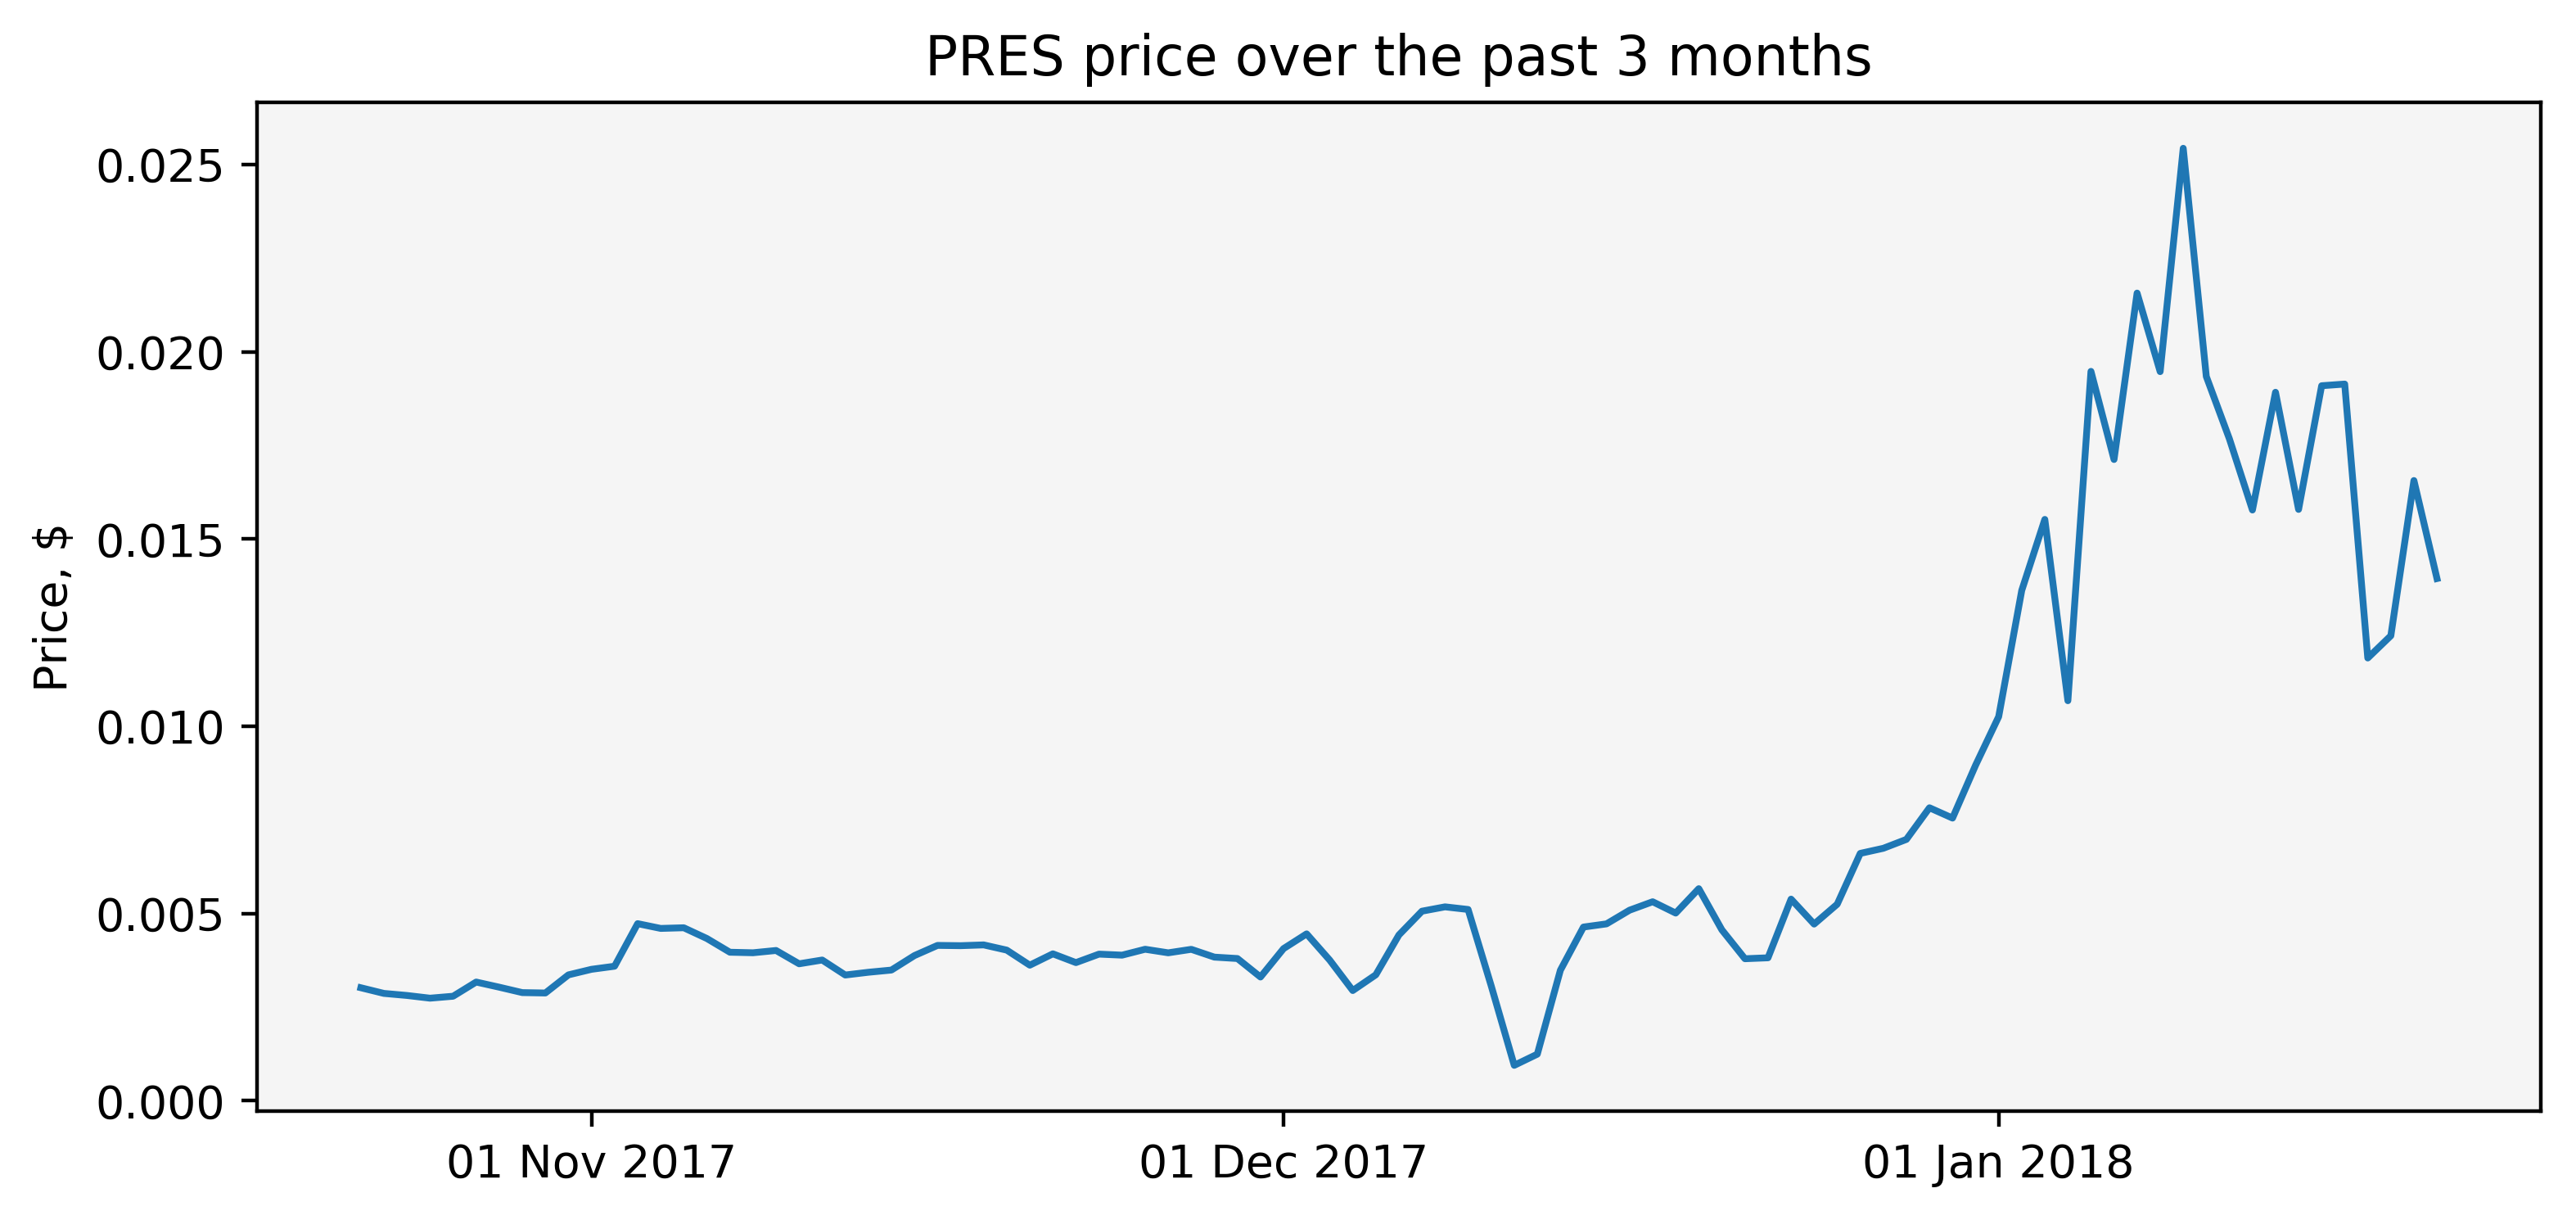 PRES price over the past 3 months
Price, $
0.025
0.020
0.015
0.010
0.005
0.000
01 Nov 2017
01 Dec 2017
01 Jan 2018